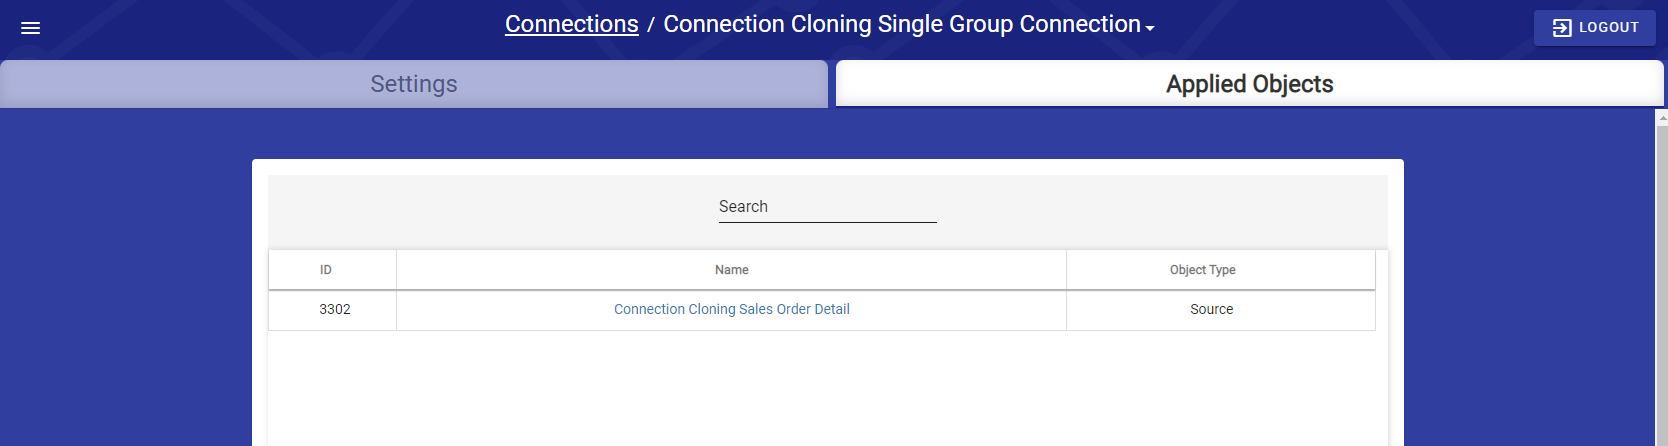 Connections / Connection Cloning Single Group Connection
LOGOUT
Settings
Applied Objects
Search
ID Name Object Type
3302 Connection Cloning Sales Order Detail Source